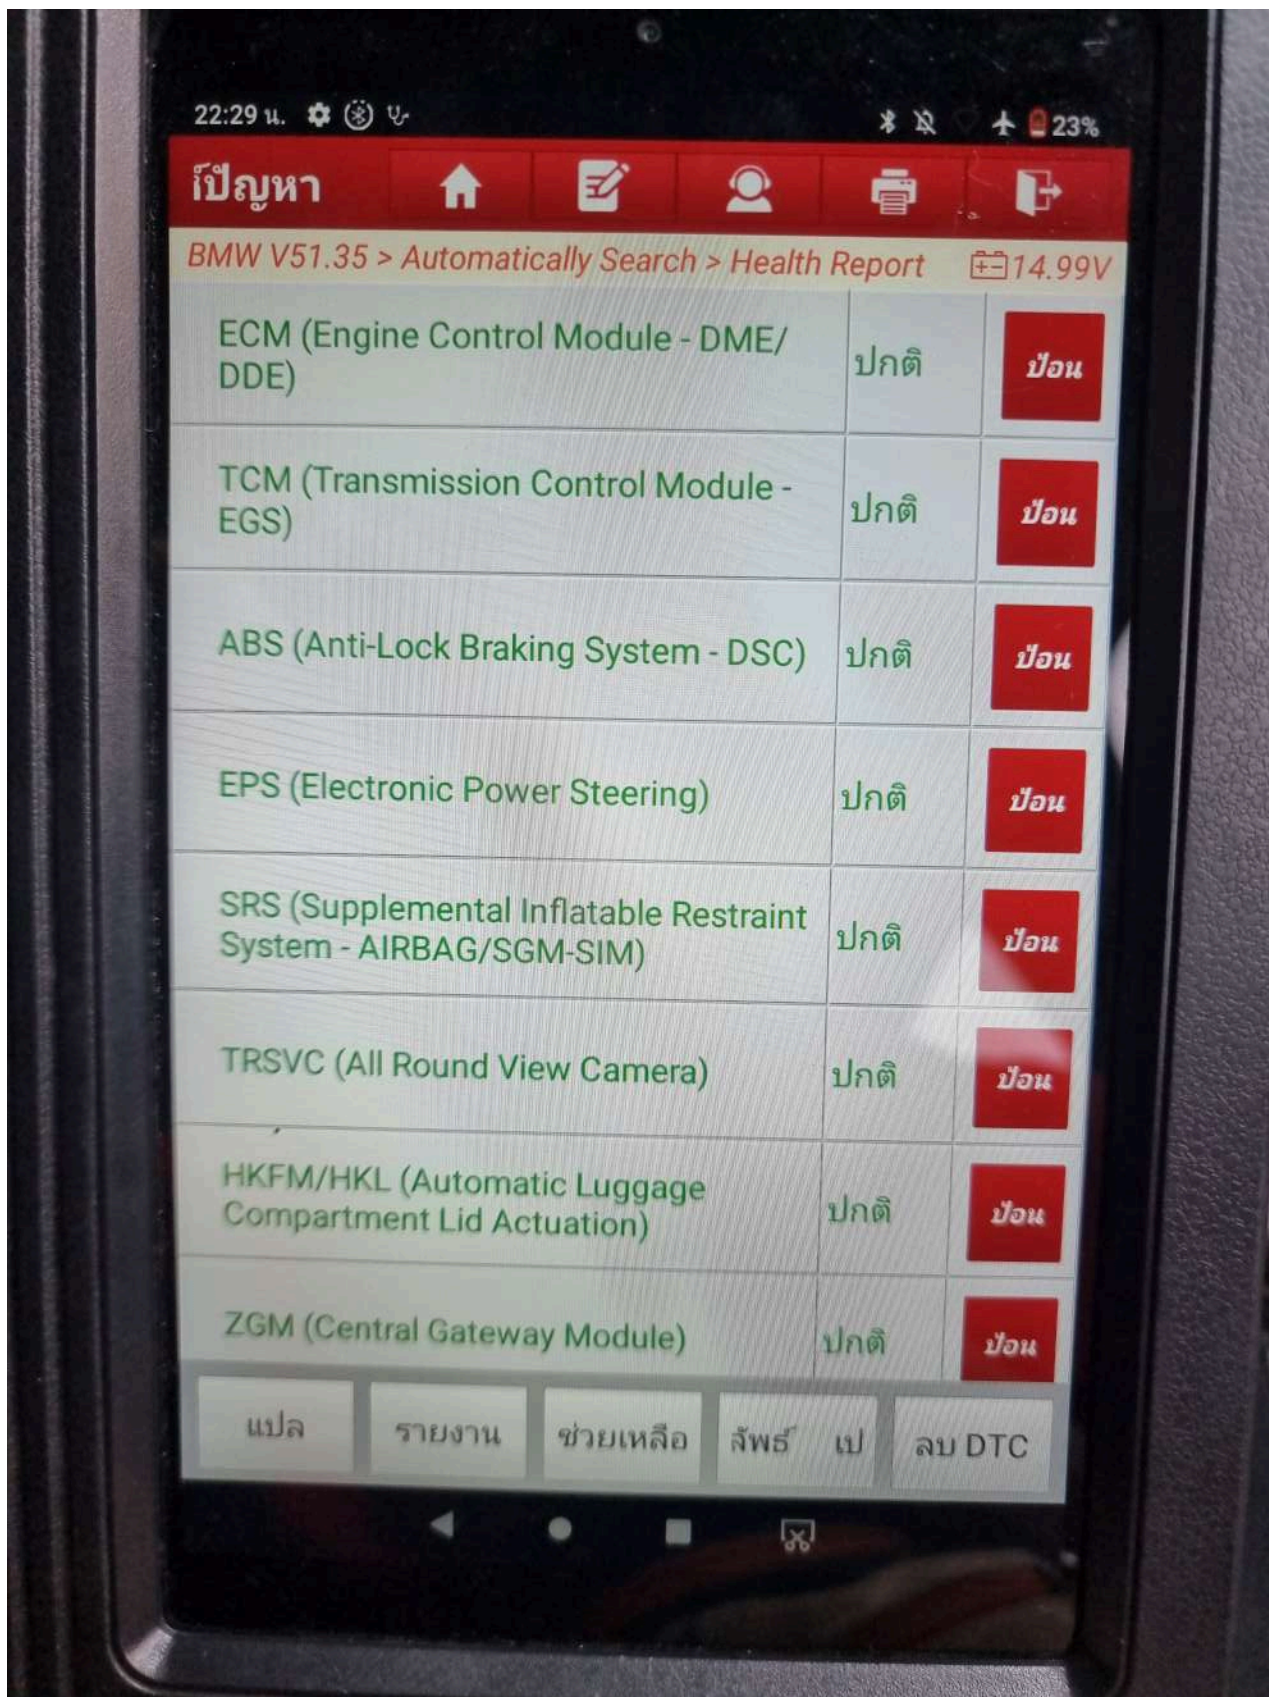 22:29 น.
23%
ปัญหา
BMW V51.35 > Automatically Search > Health Report 14.99V
ECM (Engine Control Module - DME/
DDE)
ปกติ
ป้อน
TCM (Transmission Control Module -
EGS)
ปกติ
ป้อน
ABS (Anti-Lock Braking System - DSC)
ปกติ
ป้อน
EPS (Electronic Power Steering)
ปกติ
ป้อน
SRS (Supplemental Inflatable Restraint
System - AIRBAG/SGM-SIM)
ปกติ
ป้อน
TRSVC (All Round View Camera)
ปกติ
ป้อน
HKFM/HKL (Automatic Luggage
Compartment Lid Actuation)
ปกติ
ป้อน
ZGM (Central Gateway Module)
ปกติ
ป้อน
แปล
รายงาน
ช่วยเหลือ
ลัพธ์ เป
ลบ DTC